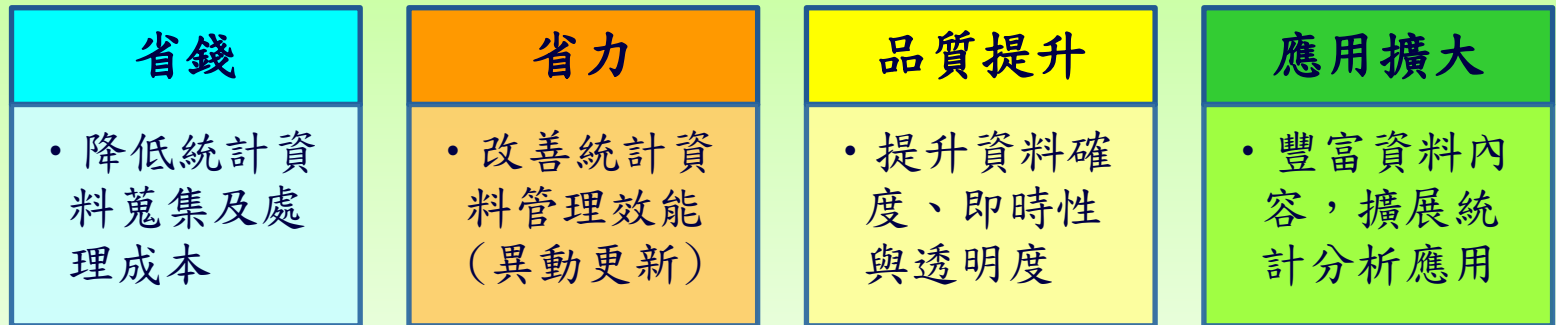 省錢
•降低統計資
料蒐集及處
理成本
省力
•改善統計資
料管理效能
(異動更新)
品質提升
•提升資料確
度、即時性
與透明度
應用擴大
•豐富資料內
容，擴展統
計分析應用